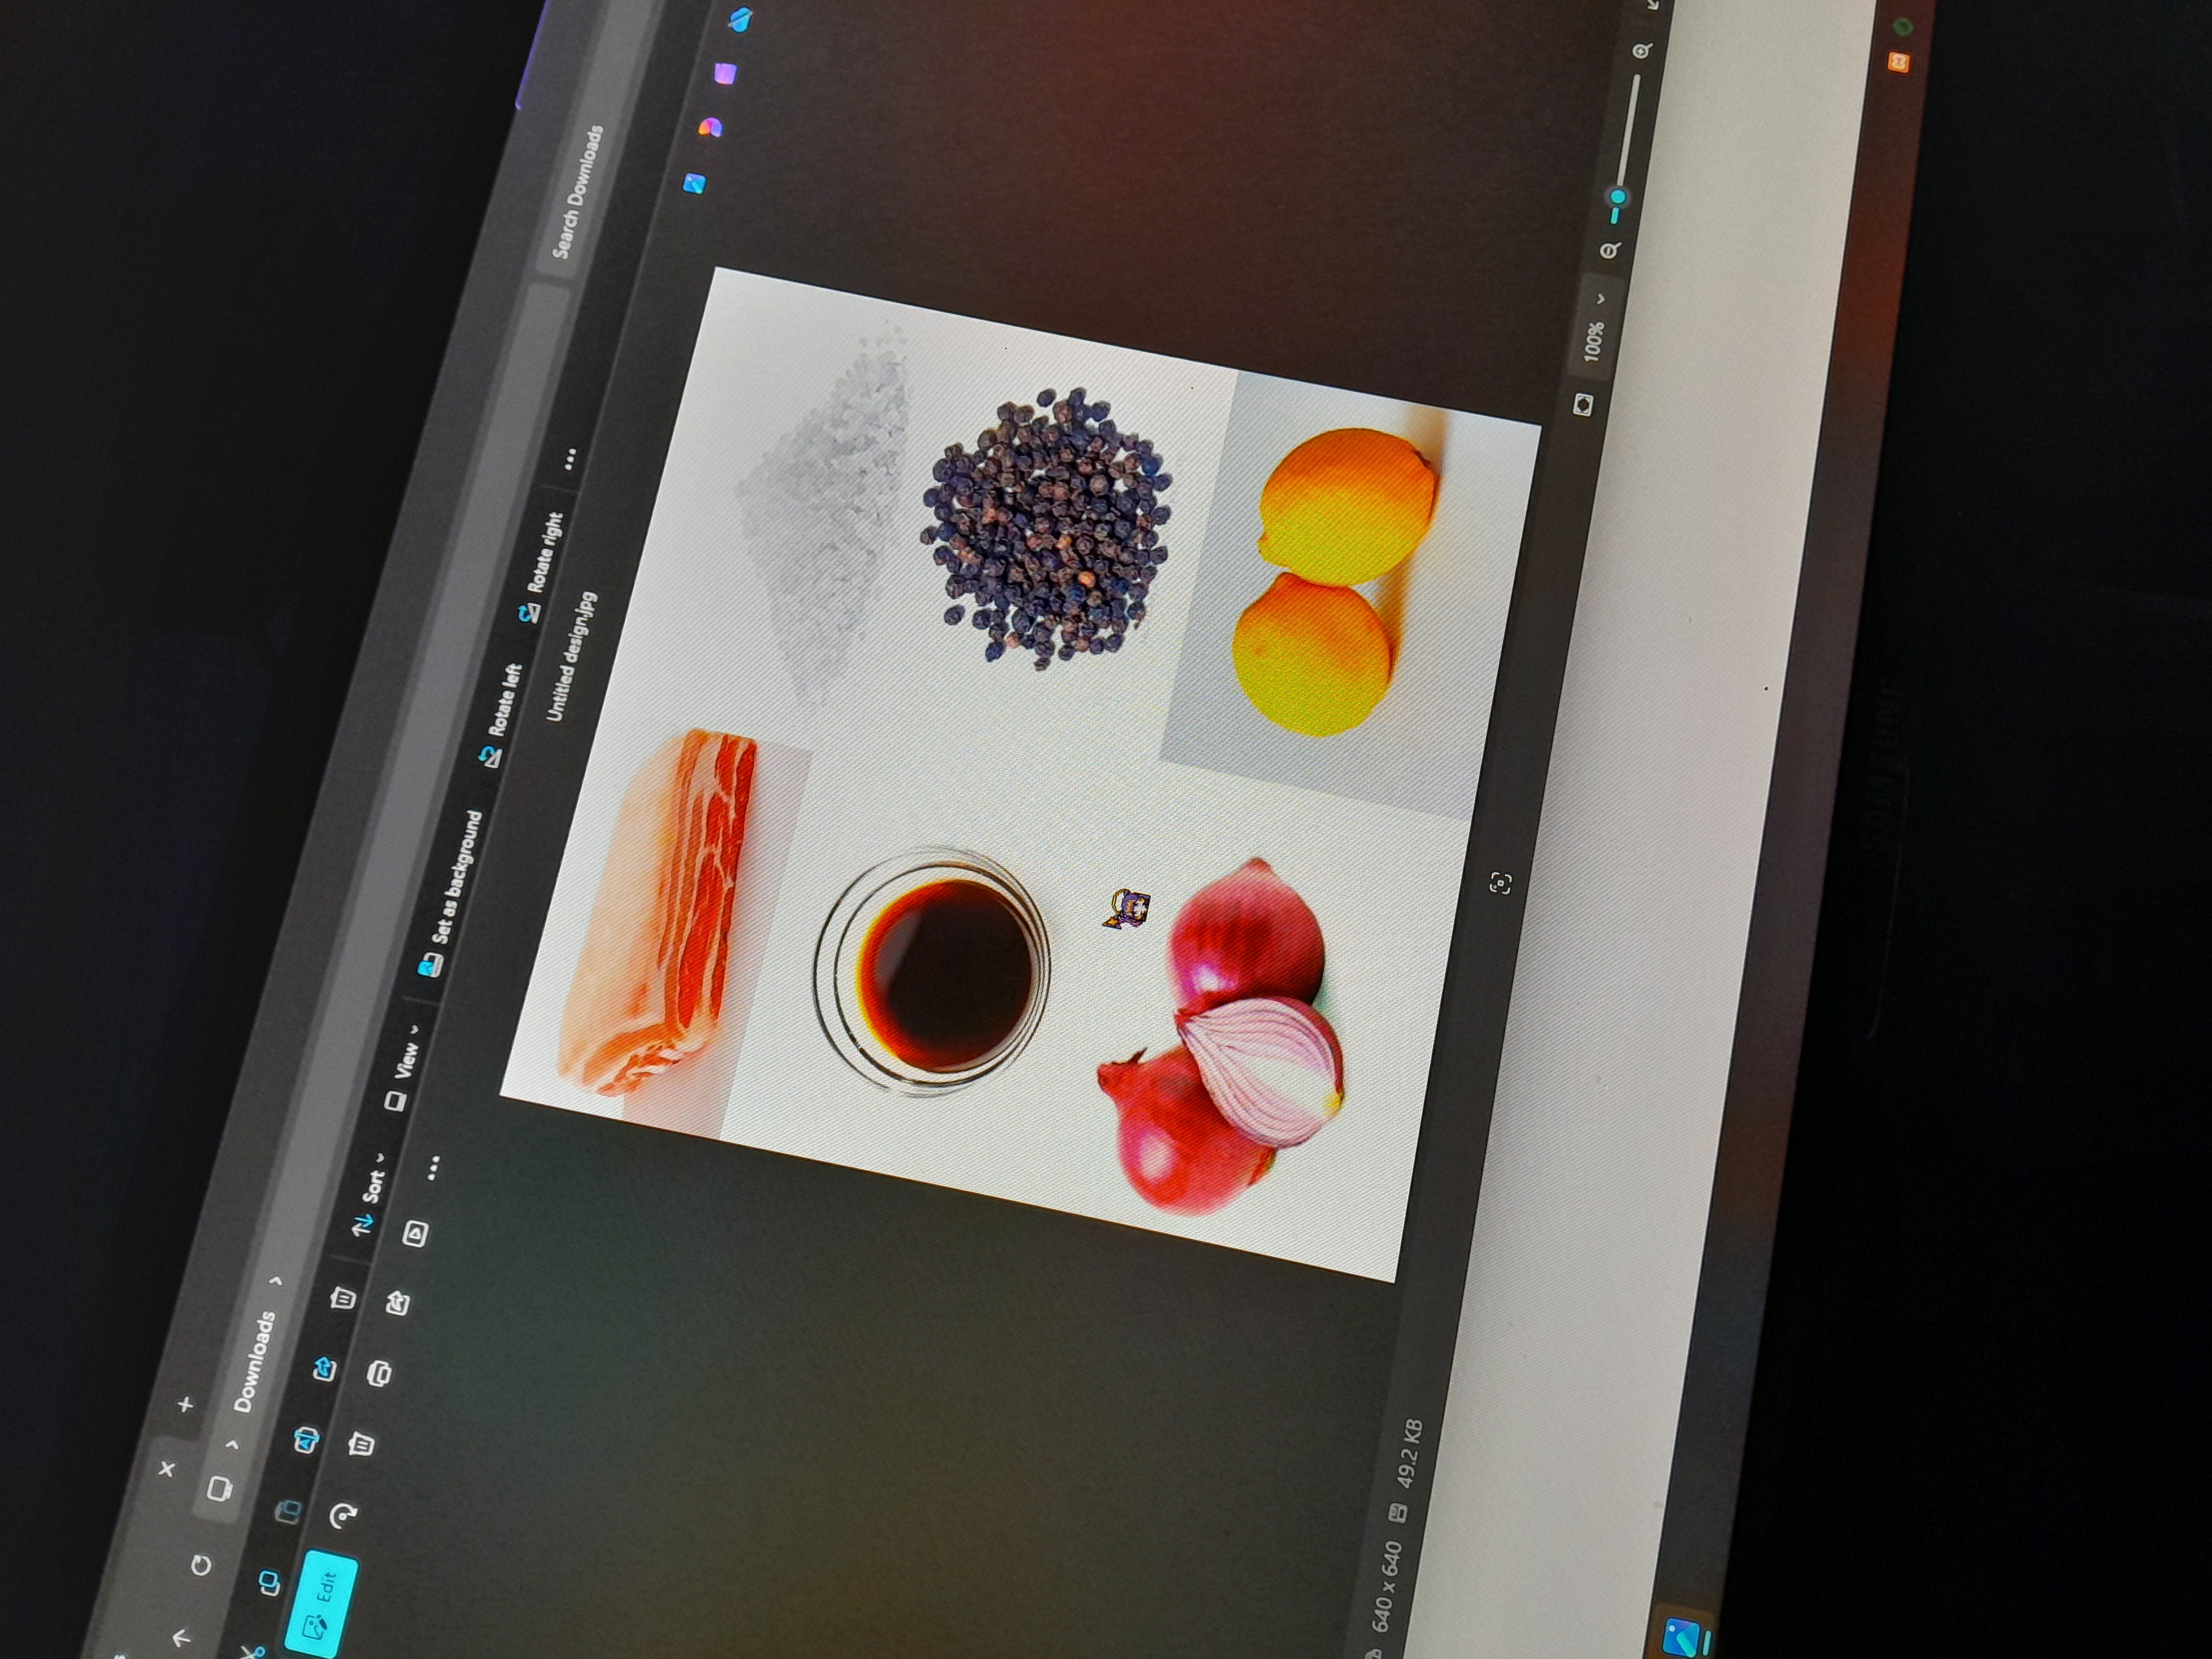 Downloads
Edit
Sort
View
Set as background
Rotate left
Rotate right
Search Downloads
Untitled design.jpg
640 x 640
49.2 KB
100%
SAMSUNG